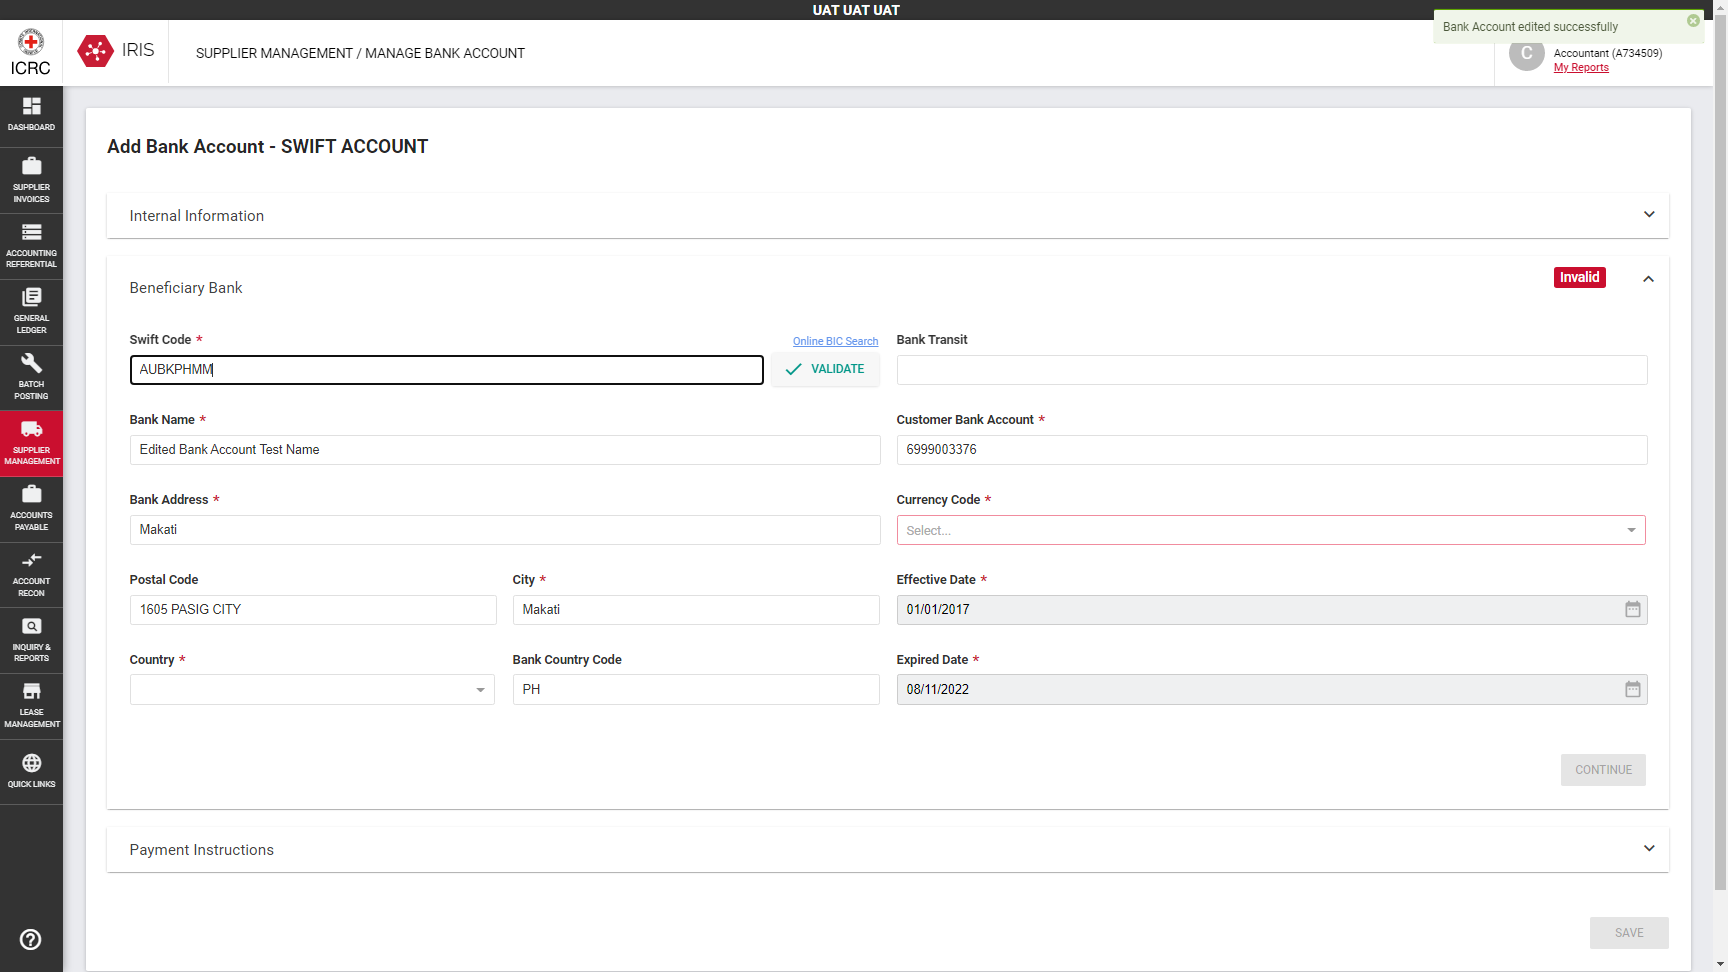 UAT UAT UAT
Bank Account edited successfully
ICRC
IRIS
SUPPLIER MANAGEMENT / MANAGE BANK ACCOUNT
C
Accountant (A734509)
My Reports
DASHBOARD
SUPPLIER
INVOICES
ACCOUNTING
REFERENTIAL
GENERAL
LEDGER
BATCH
POSTING
SUPPLIER
MANAGEMENT
ACCOUNTS
PAYABLE
ACCOUNT
RECON
INQUIRY &
REPORTS
LEASE
MANAGEMENT
QUICK LINKS
Add Bank Account - SWIFT ACCOUNT
Internal Information
Beneficiary Bank
Invalid
Swift Code *
Online BIC Search
Bank Transit
AUBKPHMM
VALIDATE
Bank Name *
Customer Bank Account *
Edited Bank Account Test Name
6999003376
Bank Address *
Currency Code *
Makati
Select...
Postal Code
City *
Effective Date *
1605 PASIG CITY
Makati
01/01/2017
Country *
Bank Country Code
Expired Date *
PH
08/11/2022
CONTINUE
Payment Instructions
SAVE